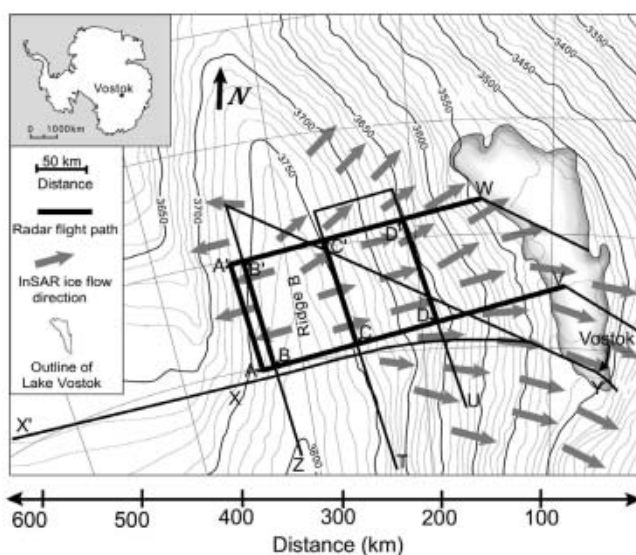 Vostok
0 1000km
N
50 km
Distance
Radar flight path
InSAR ice flow
direction
Outline of
Lake Vostok
3350
3400
3450
3500
3550
3600
3650
3700
3750
3700
3650
W
D'
C'
A'
B'
Ridge B
V
Vostok
D
C
B
A
Y
X
X'
U
T
Z
600 500 400 300 200 100
Distance (km)